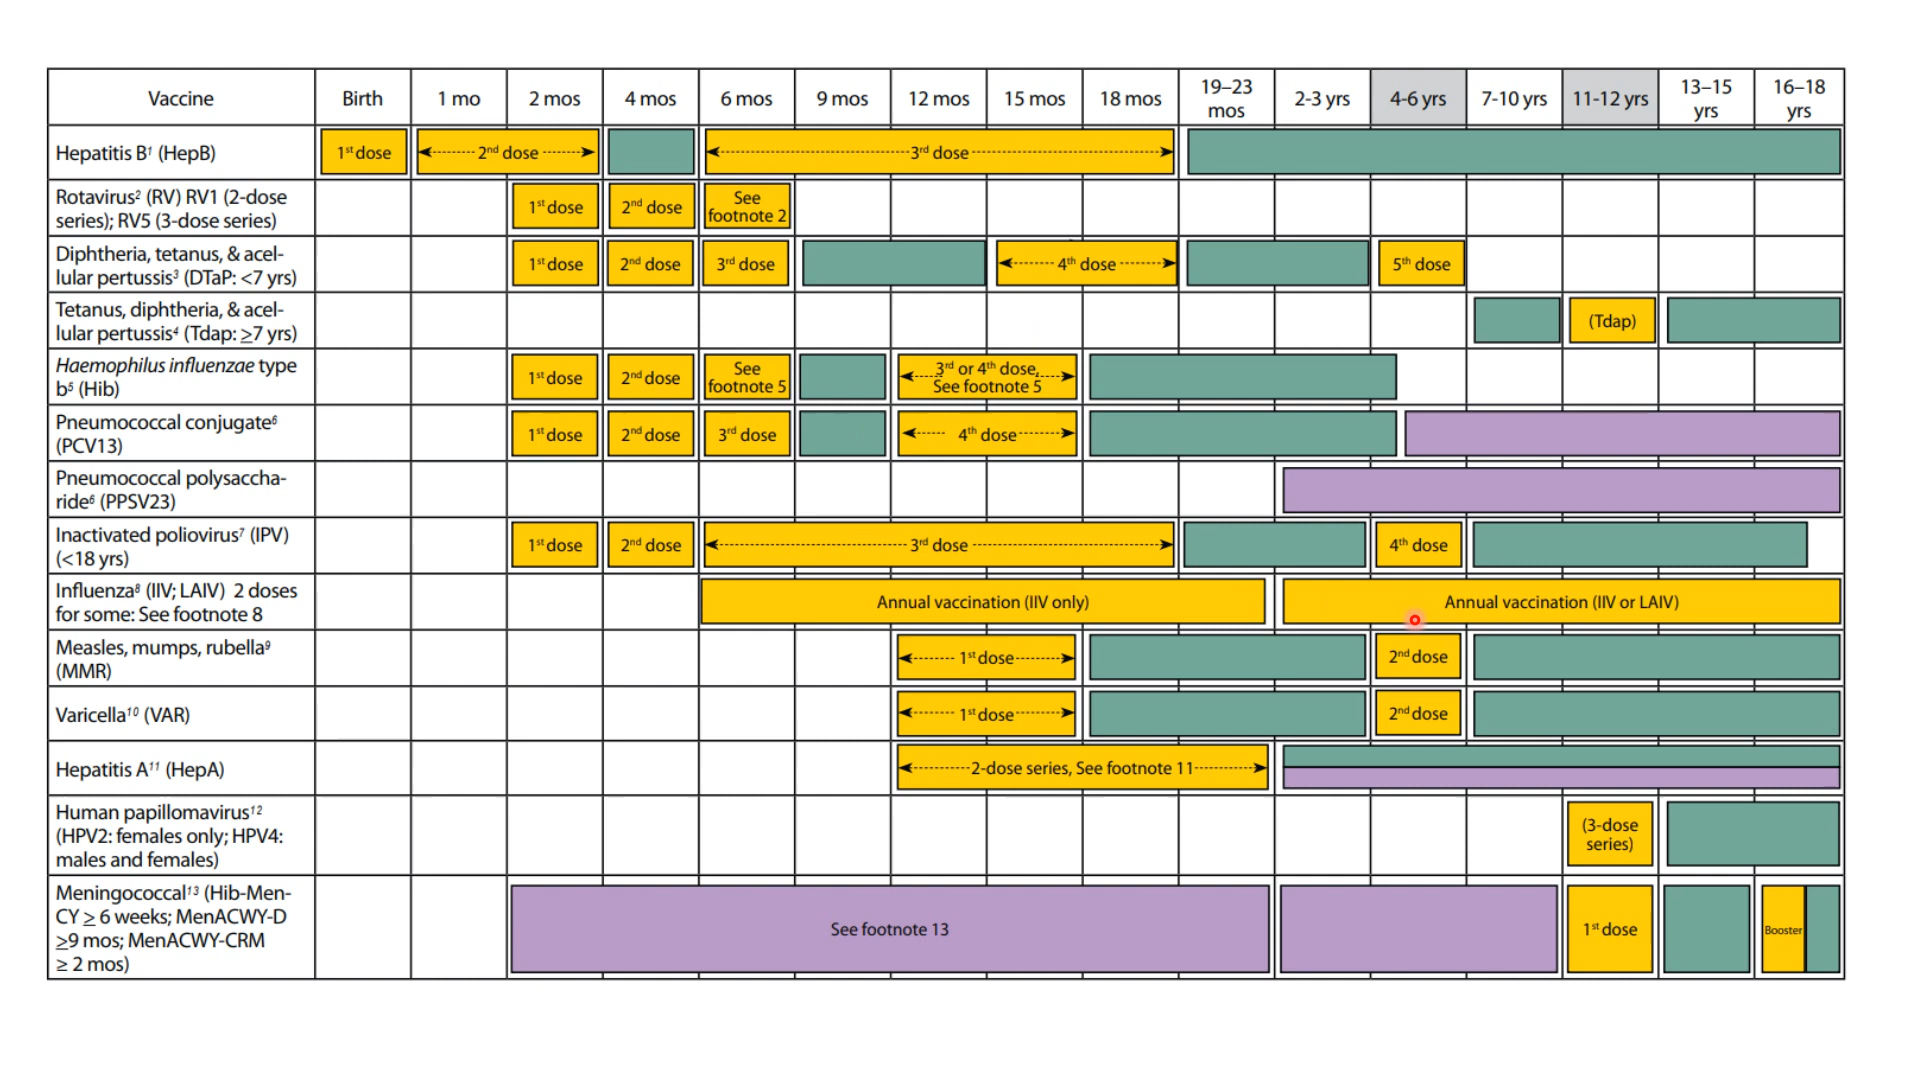 Vaccine Birth 1 mo 2 mos 4 mos 6 mos 9 mos 12 mos 15 mos 18 mos 19–23 mos 2-3 yrs 4-6 yrs 7-10 yrs 11-12 yrs 13–15 yrs 16–18 yrs
Hepatitis B¹ (HepB) 1st dose 2nd dose 3rd dose
Rotavirus² (RV) RV1 (2-dose
series); RV5 (3-dose series)
1st dose 2nd dose See
footnote 2
Diphtheria, tetanus, & acel-
lular pertussis³ (DTaP: <7 yrs)
1st dose 2nd dose 3rd dose 4th dose 5th dose
Tetanus, diphtheria, & acel-
lular pertussis⁴ (Tdap: ≥7 yrs)
(Tdap)
Haemophilus influenzae type
b⁵ (Hib)
1st dose 2nd dose See
footnote 5
3rd or 4th dose,
See footnote 5
Pneumococcal conjugate⁶
(PCV13)
1st dose 2nd dose 3rd dose 4th dose
Pneumococcal polysaccha-
ride⁶ (PPSV23)
Inactivated poliovirus⁷ (IPV)
(<18 yrs)
1st dose 2nd dose 3rd dose 4th dose
Influenza⁸ (IIV; LAIV) 2 doses
for some: See footnote 8
Annual vaccination (IIV only) Annual vaccination (IIV or LAIV)
Measles, mumps, rubella⁹
(MMR)
1st dose 2nd dose
Varicella¹⁰ (VAR) 1st dose 2nd dose
Hepatitis A¹¹ (HepA) 2-dose series, See footnote 11
Human papillomavirus¹²
(HPV2: females only; HPV4:
males and females)
(3-dose
series)
Meningococcal¹³ (Hib-Men-
CY ≥ 6 weeks; MenACWY-D
≥9 mos; MenACWY-CRM
≥ 2 mos)
See footnote 13 1st dose Booster